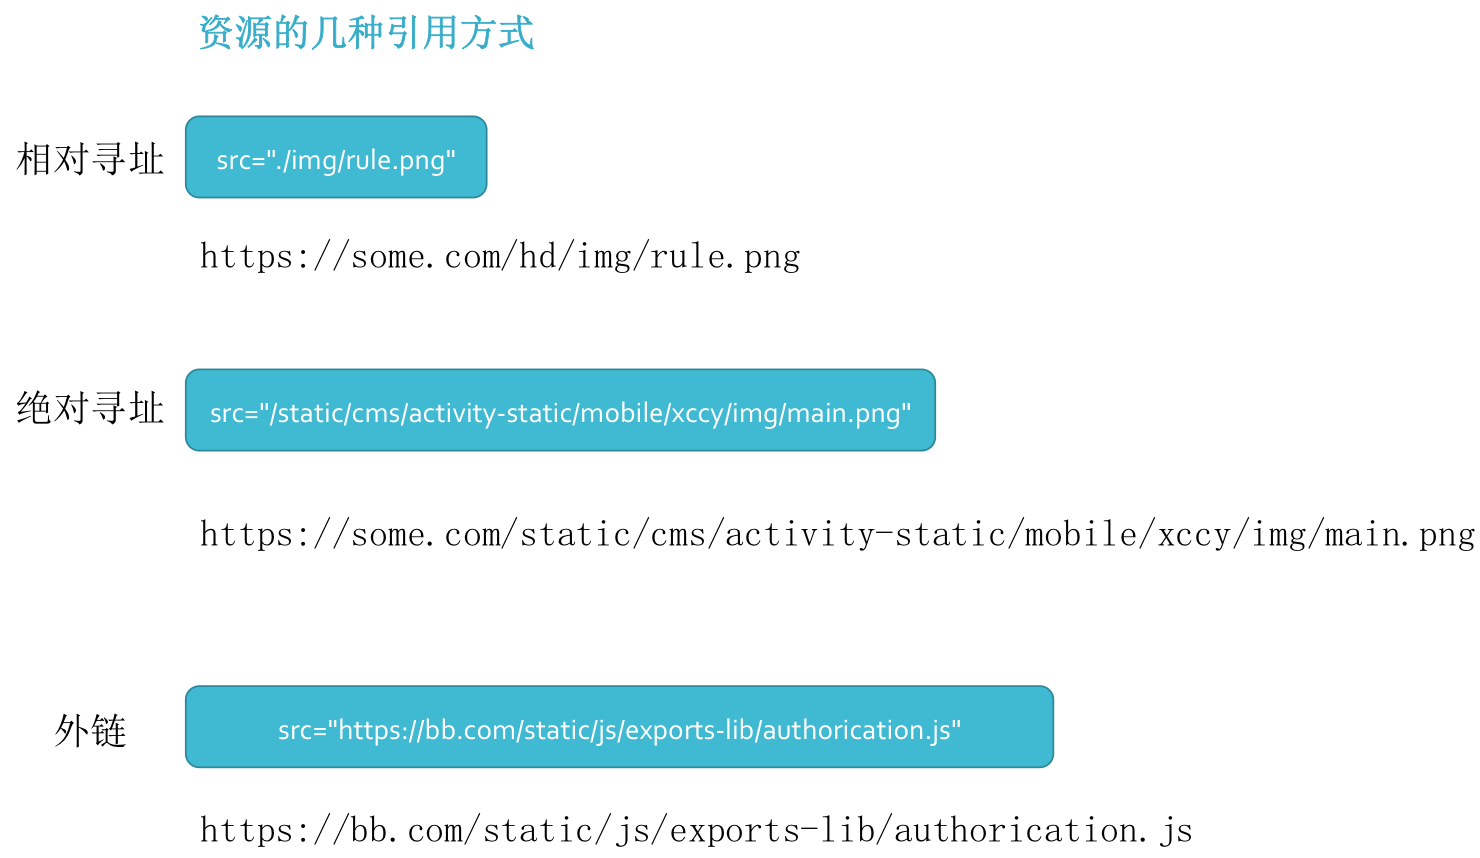 资源的几种引用方式
相对寻址
src="./img/rule.png"
https://some.com/hd/img/rule.png
绝对寻址
src="/static/cms/activity-static/mobile/xccy/img/main.png"
https://some.com/static/cms/activity-static/mobile/xccy/img/main.png
外链
src="https://bb.com/static/js/exports-lib/authorication.js"
https://bb.com/static/js/exports-lib/authorication.js